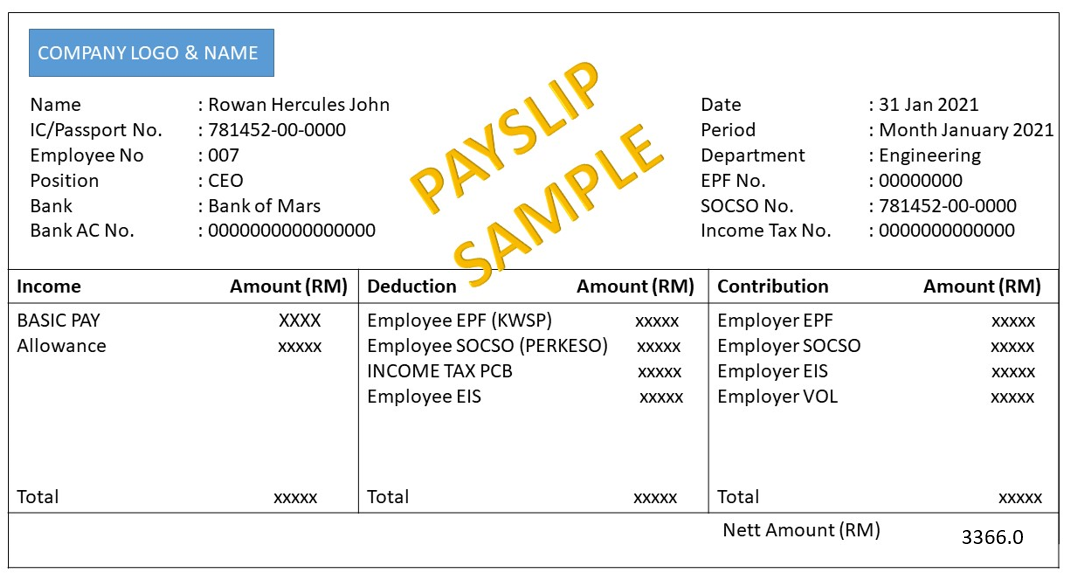 COMPANY LOGO & NAME
PAYSLIP
SAMPLE
Name : Rowan Hercules John
IC/Passport No. : 781452-00-0000
Employee No : 007
Position : CEO
Bank : Bank of Mars
Bank AC No. : 0000000000000000
Date : 31 Jan 2021
Period : Month January 2021
Department : Engineering
EPF No. : 00000000
SOCSO No. : 781452-00-0000
Income Tax No. : 0000000000000
Income Amount (RM) Deduction Amount (RM) Contribution Amount (RM)
BASIC PAY XXXX Employee EPF (KWSP) xxxxx Employer EPF xxxxx
Allowance xxxxx Employee SOCSO (PERKESO) xxxxx Employer SOCSO xxxxx
INCOME TAX PCB xxxxx Employer EIS xxxxx
Employee EIS xxxxx Employer VOL xxxxx
Total xxxxx Total xxxxx Total xxxxx
Nett Amount (RM) 3366.0